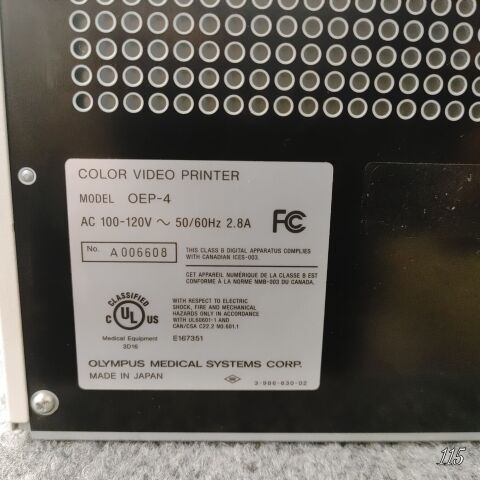 COLOR VIDEO PRINTER
MODEL OEP-4
AC 100-120V ~ 50/60Hz 2.8A
FC
No. A006608
THIS CLASS B DIGITAL APPARATUS COMPLIES
WITH CANADIAN ICES-003.
CET APPAREIL NUMÉRIQUE DE LA CLASSE B EST
CONFORME À LA NORME NMB-003 DU CANADA.
CLASSIFIED
C UL US
Medical Equipment
3D16
WITH RESPECT TO ELECTRIC
SHOCK, FIRE AND MECHANICAL
HAZARDS ONLY IN ACCORDANCE
WITH UL60601-1 AND
CAN/CSA C22.2 NO.601.1
E167351
OLYMPUS MEDICAL SYSTEMS CORP.
MADE IN JAPAN
3-986-630-02
115